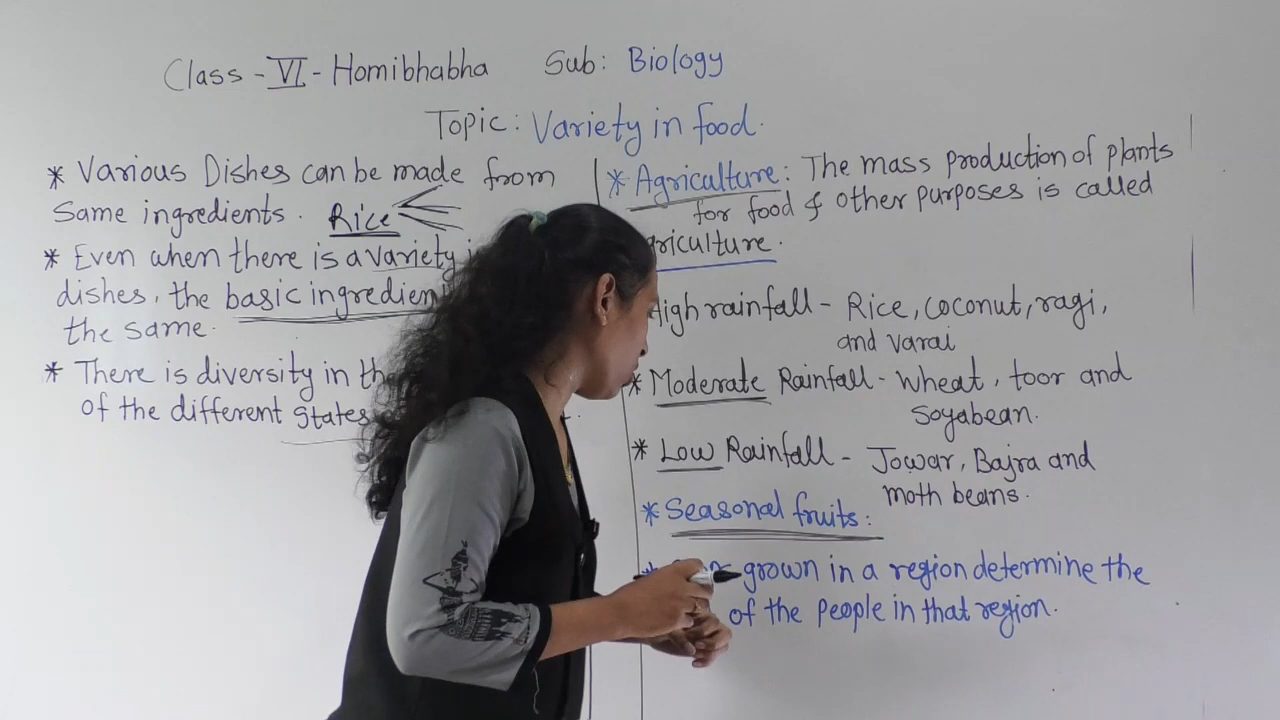 Class - VI - Homibhabha Sub: Biology
Topic: Variety in food.
* Various Dishes can be made from
same ingredients. Rice
* Even when there is a variety
dishes, the basic ingredien
the same.
* There is diversity in th
of the different states
* Agriculture: The mass production of plants
for food & other purposes is called
griculture.
High rainfall - Rice, coconut, ragi,
and varai
* Moderate Rainfall - wheat, toor and
soyabean.
* Low Rainfall - Jowar, Bajra and
moth beans.
* Seasonal fruits:
* grown in a region determine the
of the people in that region.